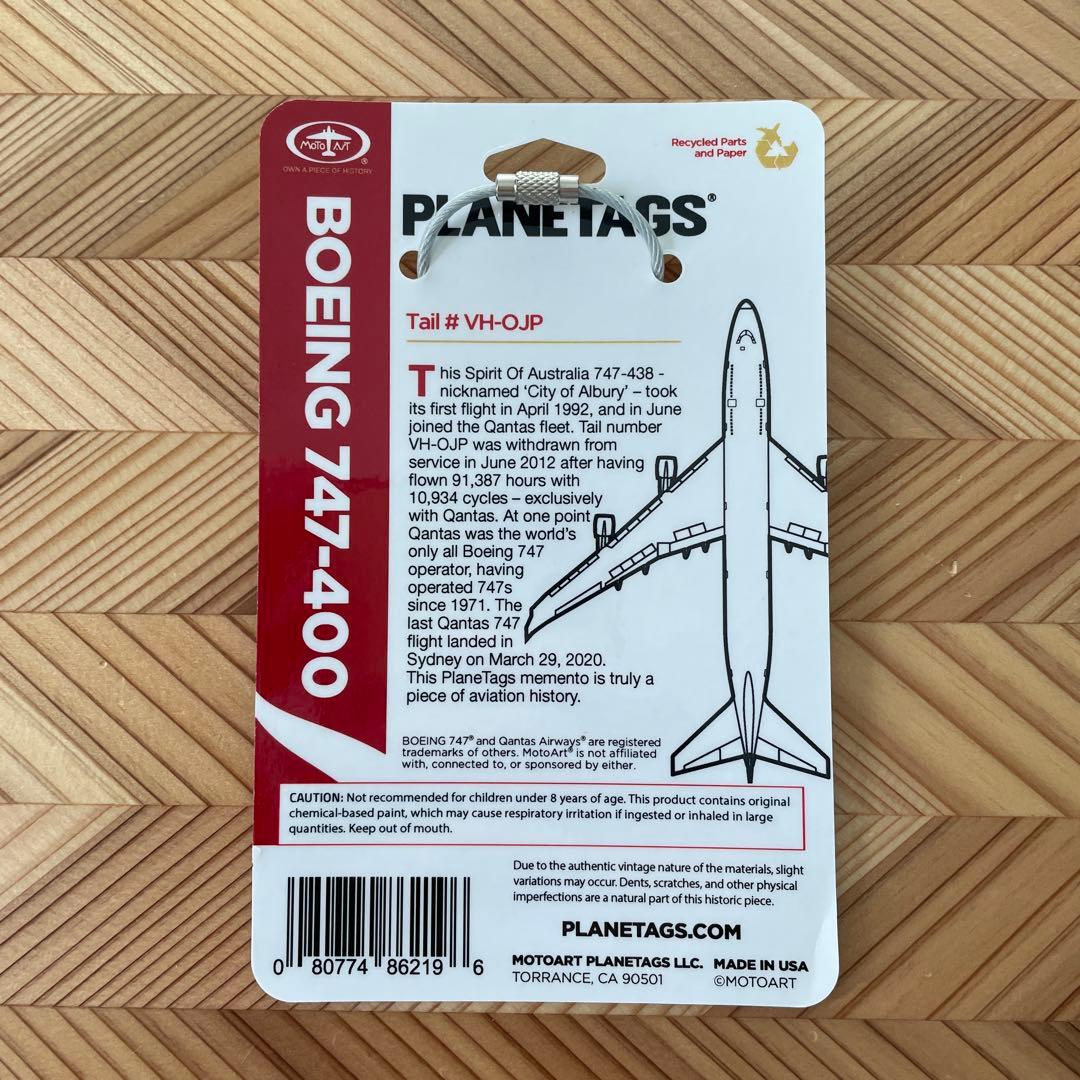 MotoArt
®
OWN A PIECE OF HISTORY
BOEING 747-400
Recycled Parts
and Paper
PLANETAGS®
Tail # VH-OJP
This Spirit Of Australia 747-438 -
nicknamed ‘City of Albury’ – took
its first flight in April 1992, and in June
joined the Qantas fleet. Tail number
VH-OJP was withdrawn from
service in June 2012 after having
flown 91,387 hours with
10,934 cycles – exclusively
with Qantas. At one point
Qantas was the world’s
only all Boeing 747
operator, having
operated 747s
since 1971. The
last Qantas 747
flight landed in
Sydney on March 29, 2020.
This PlaneTags memento is truly a
piece of aviation history.
BOEING 747® and Qantas Airways® are registered
trademarks of others. MotoArt® is not affiliated
with, connected to, or sponsored by either.
CAUTION: Not recommended for children under 8 years of age. This product contains original
chemical-based paint, which may cause respiratory irritation if ingested or inhaled in large
quantities. Keep out of mouth.
Due to the authentic vintage nature of the materials, slight
variations may occur. Dents, scratches, and other physical
imperfections are a natural part of this historic piece.
PLANETAGS.COM
MOTOART PLANETAGS LLC. MADE IN USA
TORRANCE, CA 90501 ©MOTOART
0 80774 86219 6